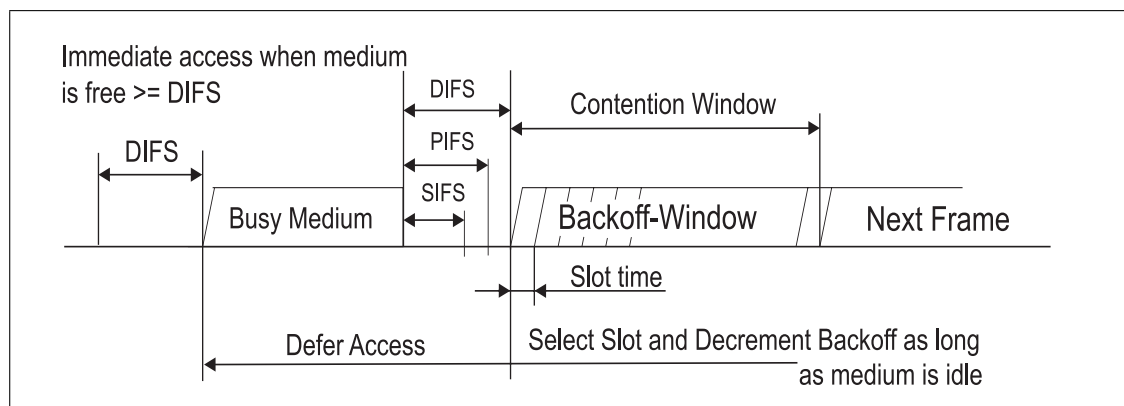 Immediate access when medium
is free >= DIFS
DIFS
DIFS
PIFS
SIFS
Contention Window
Busy Medium
Backoff-Window
Next Frame
Slot time
Defer Access
Select Slot and Decrement Backoff as long
as medium is idle